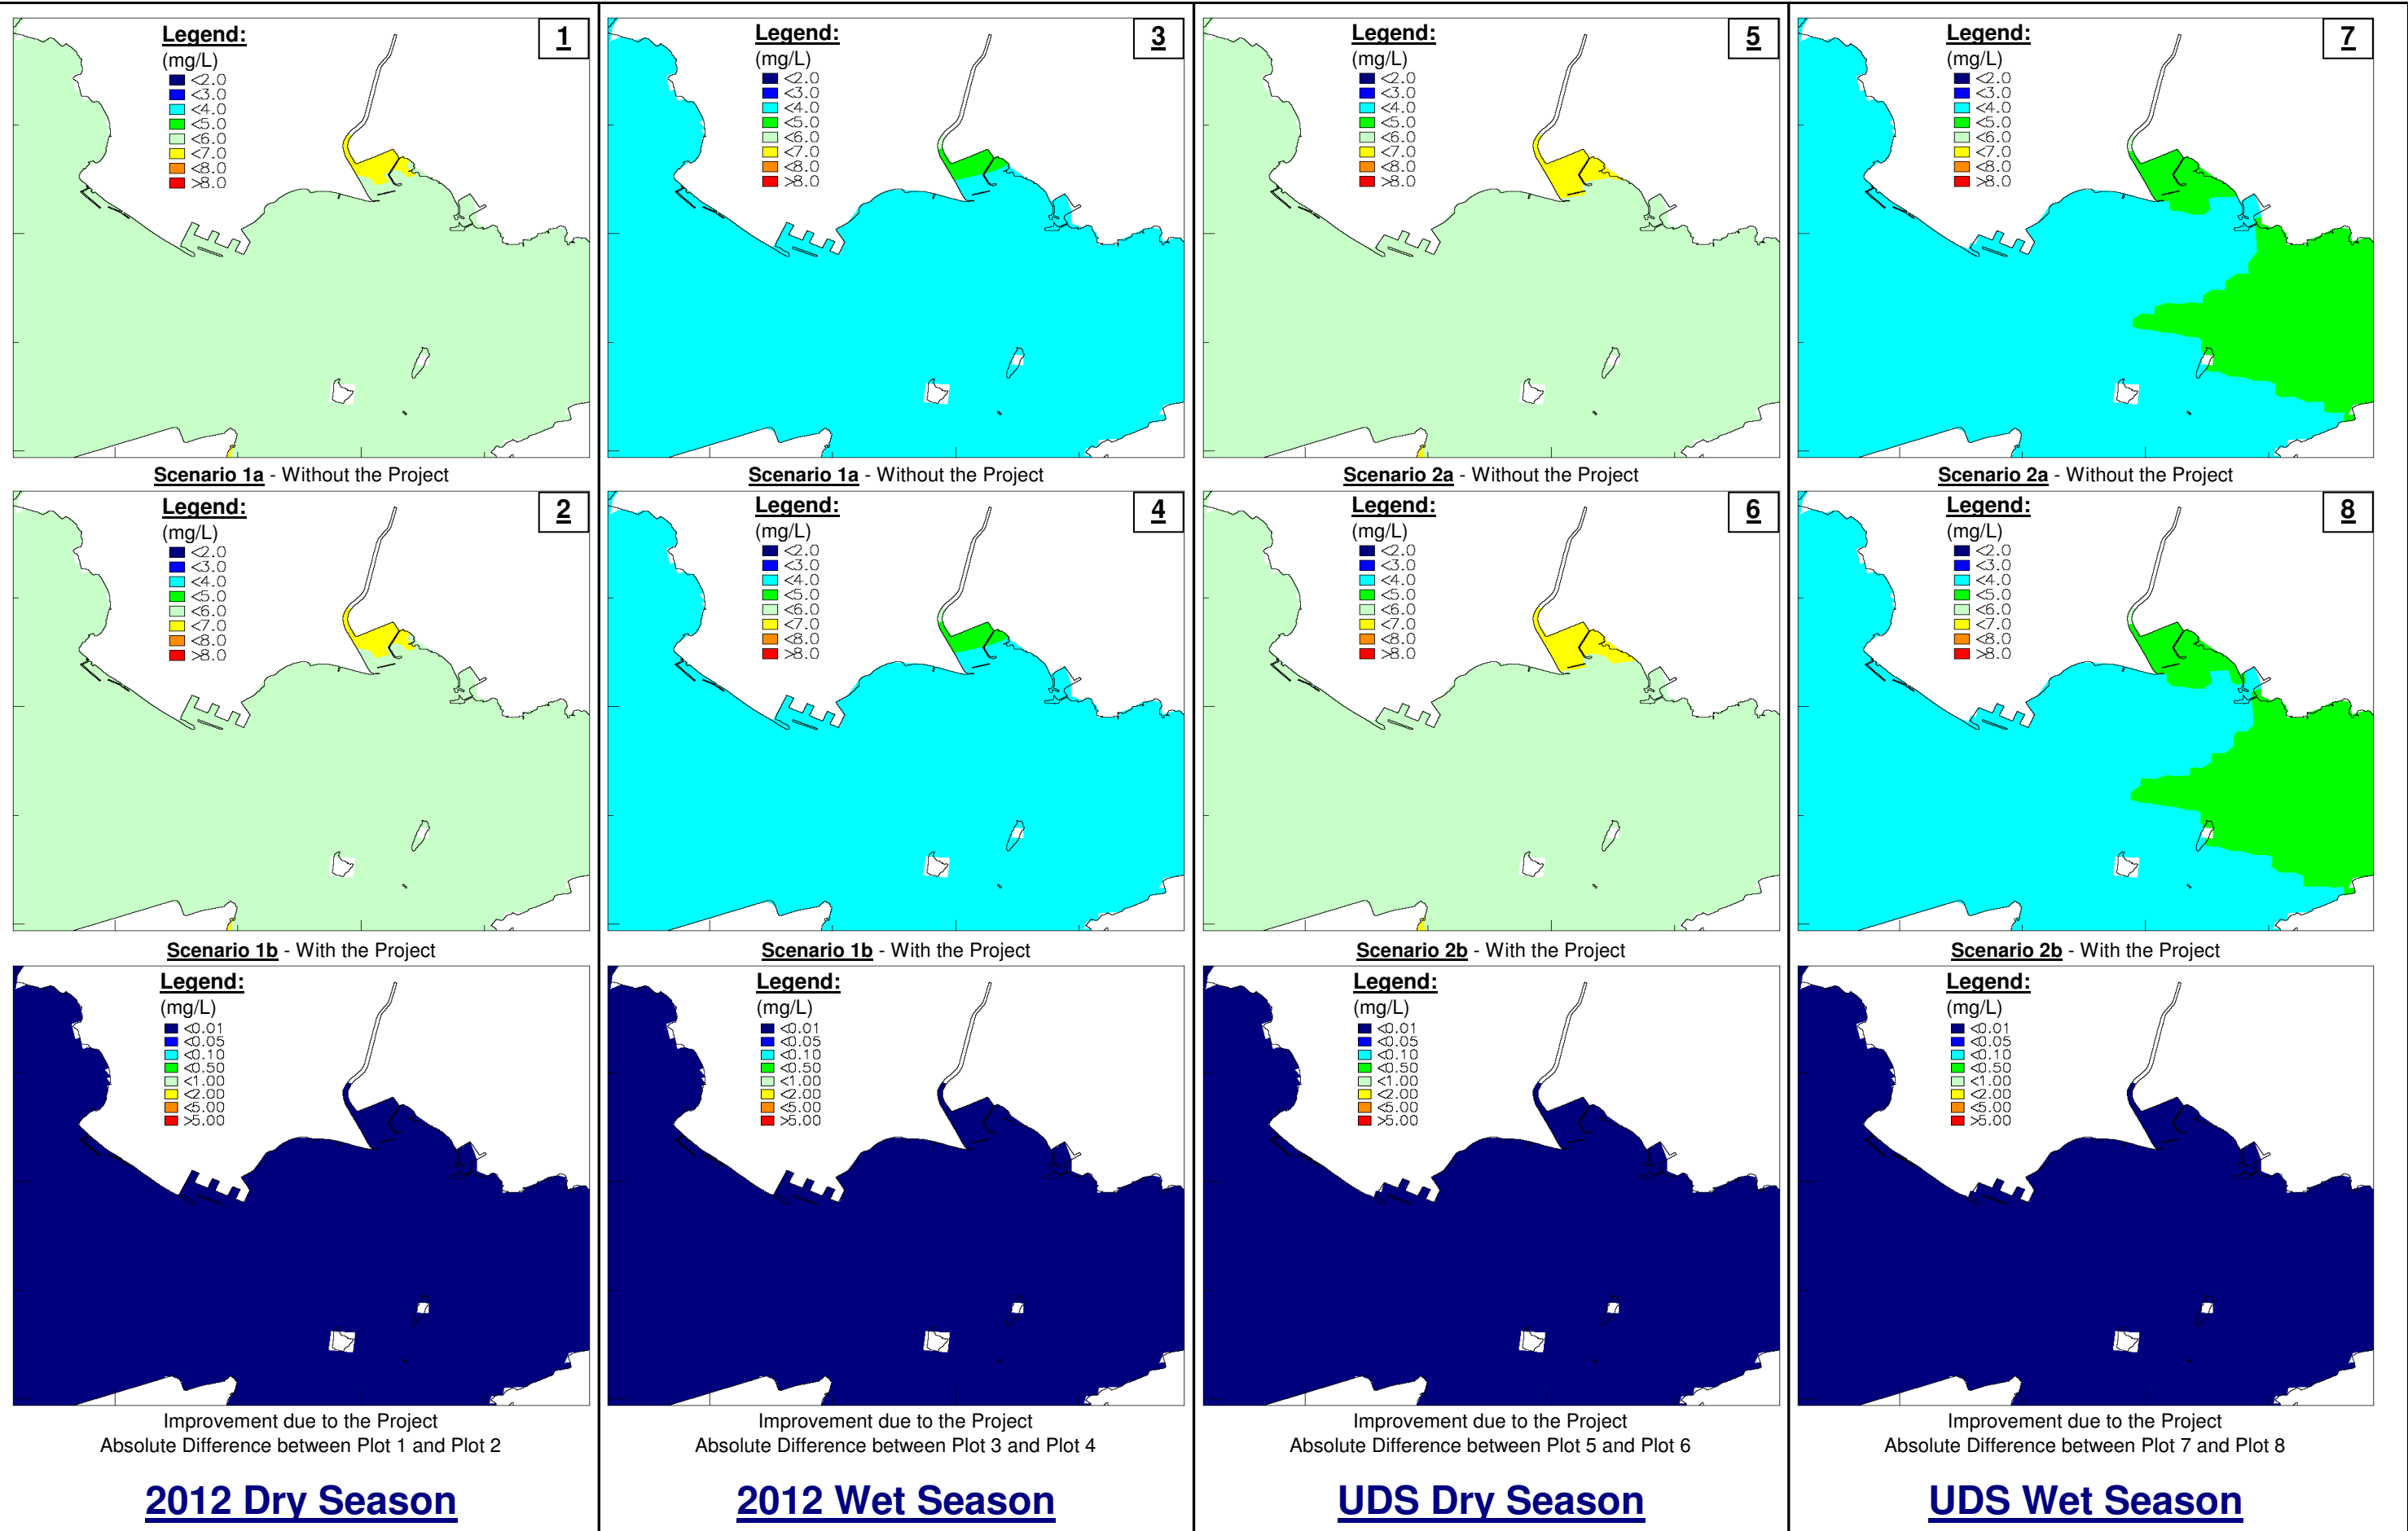 Legend:
1
(mg/L)
<2.0
<3.0
<4.0
<5.0
<6.0
<7.0
<8.0
>8.0
Scenario 1a - Without the Project
Legend:
2
(mg/L)
<2.0
<3.0
<4.0
<5.0
<6.0
<7.0
<8.0
>8.0
Scenario 1b - With the Project
Legend:
(mg/L)
<0.01
<0.05
<0.10
<0.50
<1.00
<2.00
<5.00
>5.00
Improvement due to the Project
Absolute Difference between Plot 1 and Plot 2
2012 Dry Season
Legend:
3
(mg/L)
<2.0
<3.0
<4.0
<5.0
<6.0
<7.0
<8.0
>8.0
Scenario 1a - Without the Project
Legend:
4
(mg/L)
<2.0
<3.0
<4.0
<5.0
<6.0
<7.0
<8.0
>8.0
Scenario 1b - With the Project
Legend:
(mg/L)
<0.01
<0.05
<0.10
<0.50
<1.00
<2.00
<5.00
>5.00
Improvement due to the Project
Absolute Difference between Plot 3 and Plot 4
2012 Wet Season
Legend:
5
(mg/L)
<2.0
<3.0
<4.0
<5.0
<6.0
<7.0
<8.0
>8.0
Scenario 2a - Without the Project
Legend:
6
(mg/L)
<2.0
<3.0
<4.0
<5.0
<6.0
<7.0
<8.0
>8.0
Scenario 2b - With the Project
Legend:
(mg/L)
<0.01
<0.05
<0.10
<0.50
<1.00
<2.00
<5.00
>5.00
Improvement due to the Project
Absolute Difference between Plot 5 and Plot 6
UDS Dry Season
Legend:
7
(mg/L)
<2.0
<3.0
<4.0
<5.0
<6.0
<7.0
<8.0
>8.0
Scenario 2a - Without the Project
Legend:
8
(mg/L)
<2.0
<3.0
<4.0
<5.0
<6.0
<7.0
<8.0
>8.0
Scenario 2b - With the Project
Legend:
(mg/L)
<0.01
<0.05
<0.10
<0.50
<1.00
<2.00
<5.00
>5.00
Improvement due to the Project
Absolute Difference between Plot 7 and Plot 8
UDS Wet Season